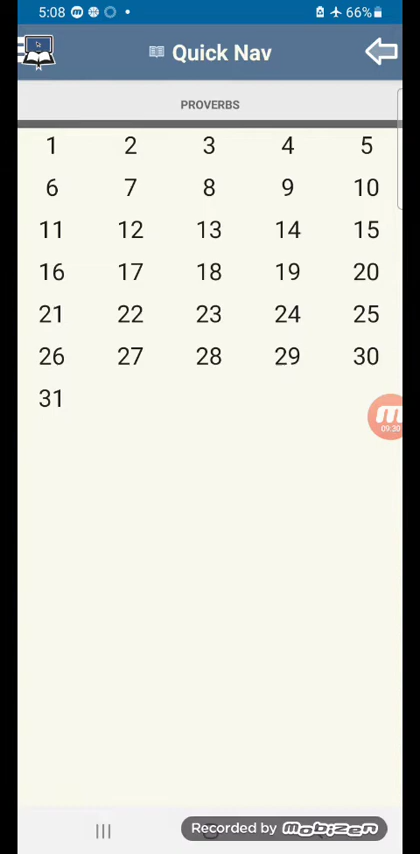 5:08 66%
Quick Nav
PROVERBS
1 2 3 4 5
6 7 8 9 10
11 12 13 14 15
16 17 18 19 20
21 22 23 24 25
26 27 28 29 30
31
09:30
Recorded by mobizen